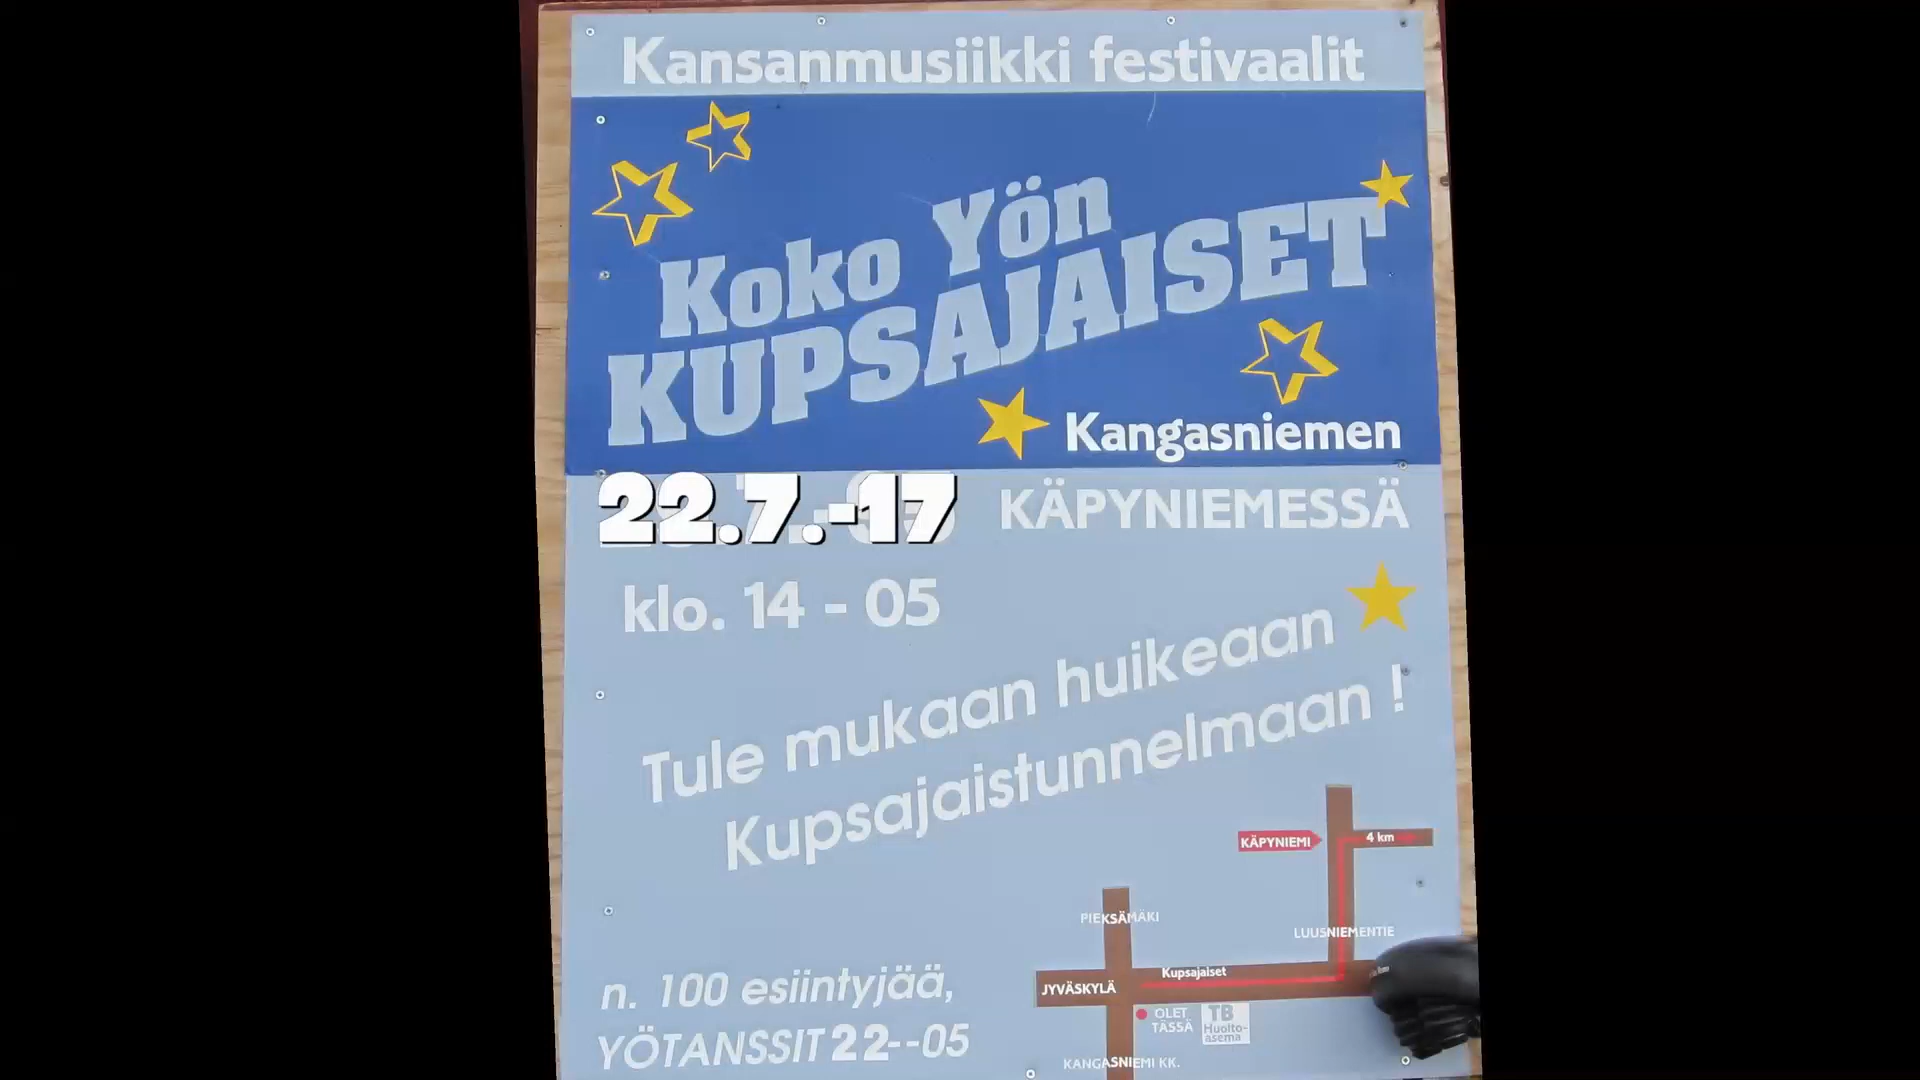 Kansanmusiikki festivaalit
Koko Yön
KUPSAJAISET
Kangasniemen
22.7.-17 KÄPYNIEMESSÄ
klo. 14 - 05
Tule mukaan huikeaan
Kupsajaistunnelmaan !
KÄPYNIEMI
4 km
PIEKSÄMÄKI
LUUSNIEMENTIE
Kupsajaiset
JYVÄSKYLÄ
OLET
TÄSSÄ
TB
Huolto-
asema
KANGASNIEMI KK.
n. 100 esiintyjää,
YÖTANSSIT 22--05